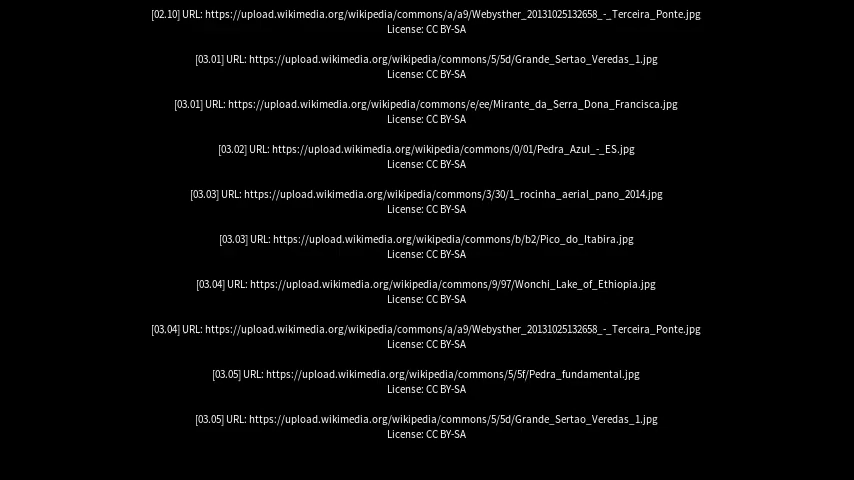 [02.10] URL: https://upload.wikimedia.org/wikipedia/commons/a/a9/Webysther_20131025132658_-_Terceira_Ponte.jpg
License: CC BY-SA
[03.01] URL: https://upload.wikimedia.org/wikipedia/commons/5/5d/Grande_Sertao_Veredas_1.jpg
License: CC BY-SA
[03.01] URL: https://upload.wikimedia.org/wikipedia/commons/e/ee/Mirante_da_Serra_Dona_Francisca.jpg
License: CC BY-SA
[03.02] URL: https://upload.wikimedia.org/wikipedia/commons/0/01/Pedra_Azul_-_ES.jpg
License: CC BY-SA
[03.03] URL: https://upload.wikimedia.org/wikipedia/commons/3/30/1_rocinha_aerial_pano_2014.jpg
License: CC BY-SA
[03.03] URL: https://upload.wikimedia.org/wikipedia/commons/b/b2/Pico_do_Itabira.jpg
License: CC BY-SA
[03.04] URL: https://upload.wikimedia.org/wikipedia/commons/9/97/Wonchi_Lake_of_Ethiopia.jpg
License: CC BY-SA
[03.04] URL: https://upload.wikimedia.org/wikipedia/commons/a/a9/Webysther_20131025132658_-_Terceira_Ponte.jpg
License: CC BY-SA
[03.05] URL: https://upload.wikimedia.org/wikipedia/commons/5/5f/Pedra_fundamental.jpg
License: CC BY-SA
[03.05] URL: https://upload.wikimedia.org/wikipedia/commons/5/5d/Grande_Sertao_Veredas_1.jpg
License: CC BY-SA